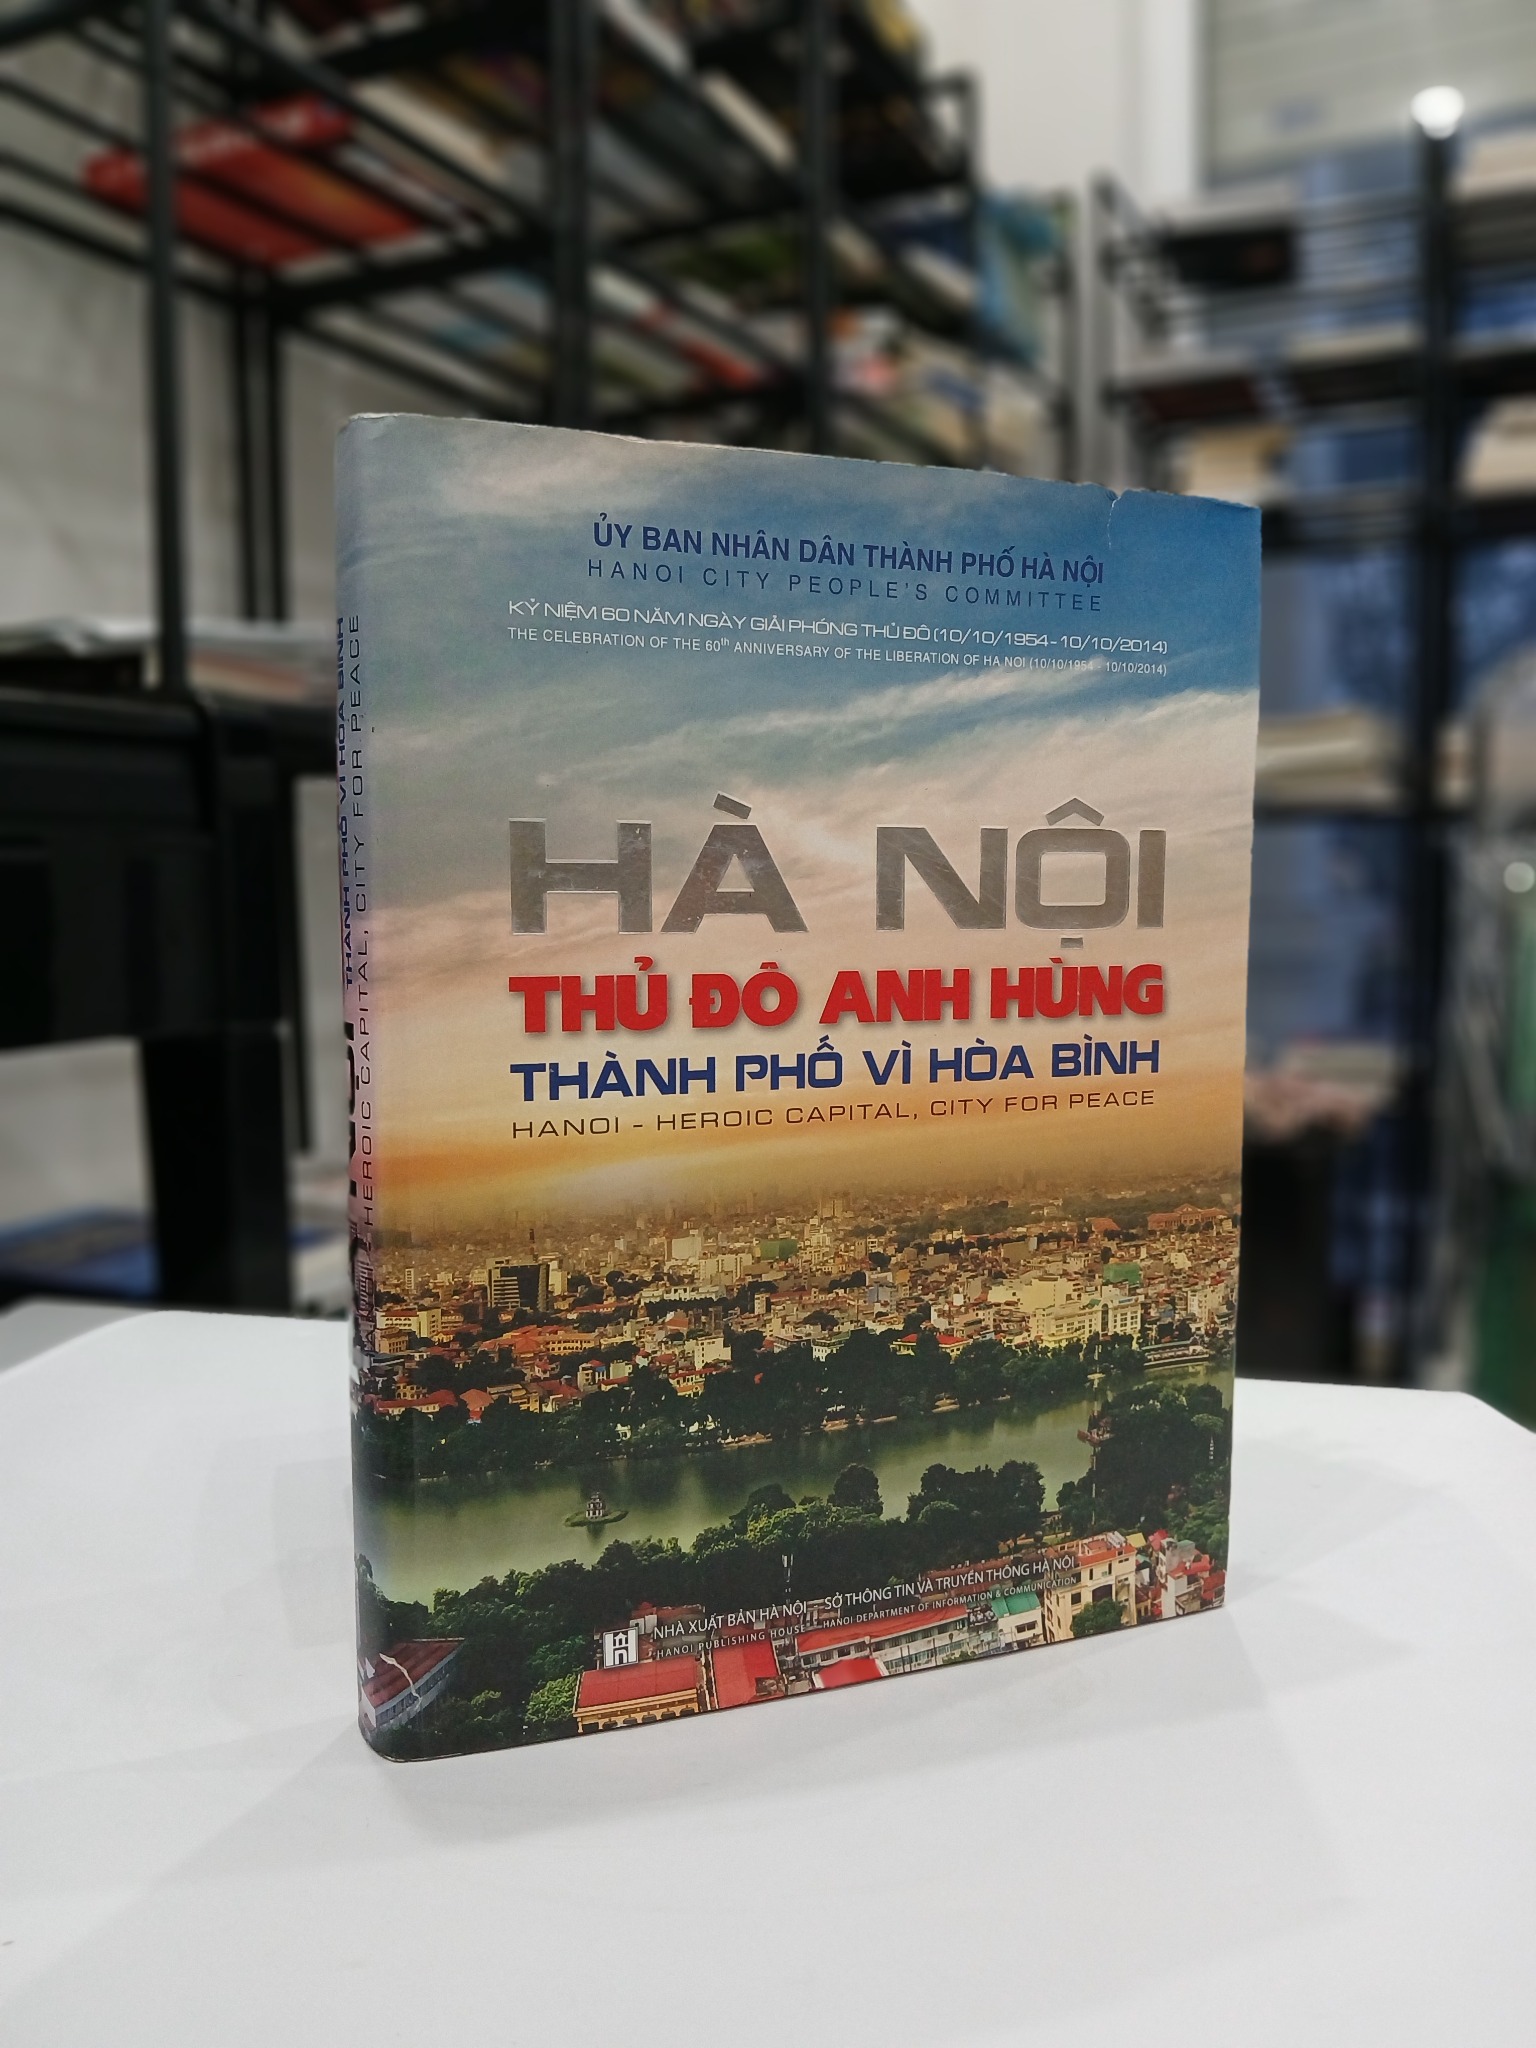 ỦY BAN NHÂN DÂN THÀNH PHỐ HÀ NỘI
HANOI CITY PEOPLE'S COMMITTEE
KỶ NIỆM 60 NĂM NGÀY GIẢI PHÓNG THỦ ĐÔ (10/10/1954-10/10/2014)
THE CELEBRATION OF THE 60th ANNIVERSARY OF THE LIBERATION OF HA NOI (10/10/1954 - 10/10/2014)
HÀ NỘI
THỦ ĐÔ ANH HÙNG
THÀNH PHỐ VÌ HÒA BÌNH
HANOI - HEROIC CAPITAL, CITY FOR PEACE
NHÀ XUẤT BẢN HÀ NỘI - SỞ THÔNG TIN VÀ TRUYỀN THÔNG HÀ NỘI
HANOI PUBLISHING HOUSE - HANOI DEPARTMENT OF INFORMATION & COMMUNICATION
THÀNH PHỐ VÌ HÒA BÌNH
HEROIC CAPITAL, CITY FOR PEACE